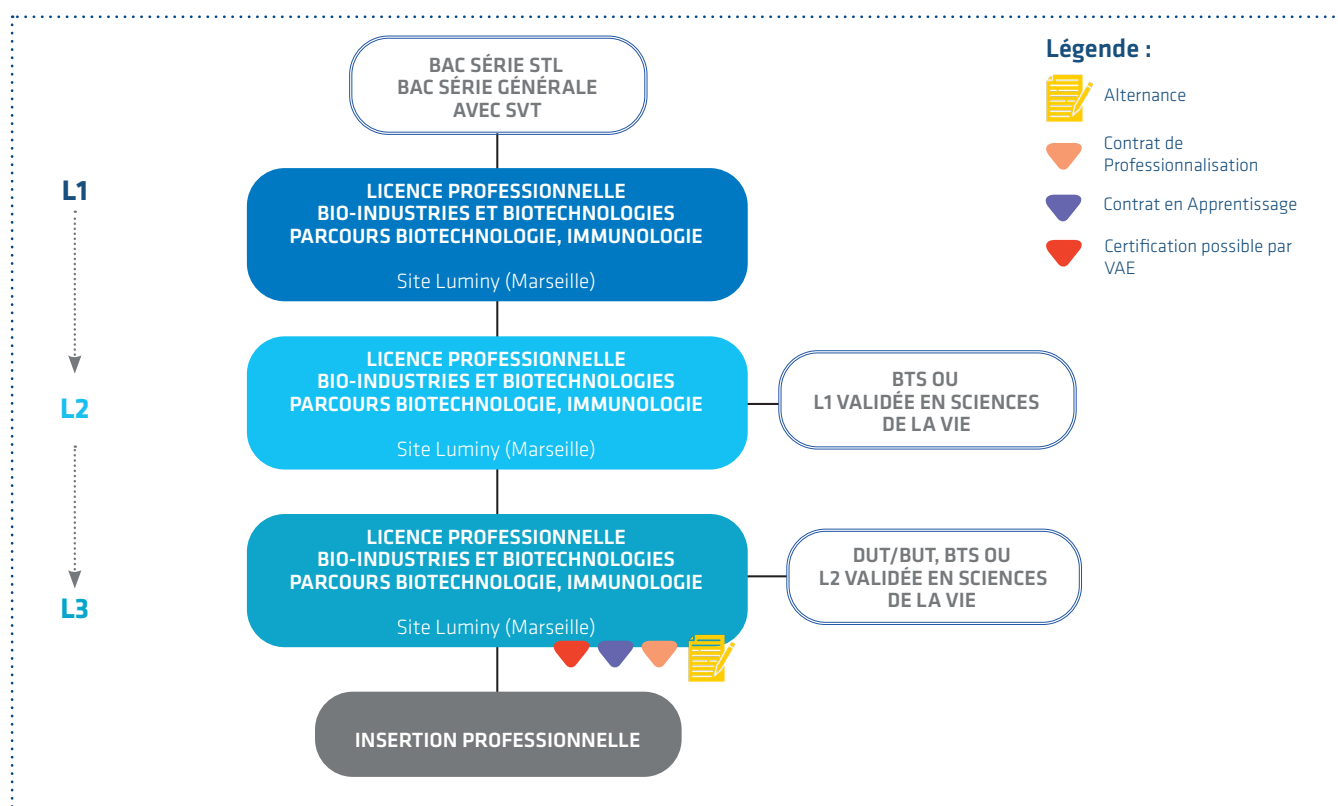 BAC SÉRIE STL
BAC SÉRIE GÉNÉRALE
AVEC SVT
Légende :
Alternance
Contrat de
Professionnalisation
Contrat en Apprentissage
Certification possible par
VAE
L1
LICENCE PROFESSIONNELLE
BIO-INDUSTRIES ET BIOTECHNOLOGIES
PARCOURS BIOTECHNOLOGIE, IMMUNOLOGIE
Site Luminy (Marseille)
L2
LICENCE PROFESSIONNELLE
BIO-INDUSTRIES ET BIOTECHNOLOGIES
PARCOURS BIOTECHNOLOGIE, IMMUNOLOGIE
Site Luminy (Marseille)
BTS OU
L1 VALIDÉE EN SCIENCES
DE LA VIE
L3
LICENCE PROFESSIONNELLE
BIO-INDUSTRIES ET BIOTECHNOLOGIES
PARCOURS BIOTECHNOLOGIE, IMMUNOLOGIE
Site Luminy (Marseille)
DUT/BUT, BTS OU
L2 VALIDÉE EN SCIENCES
DE LA VIE
INSERTION PROFESSIONNELLE